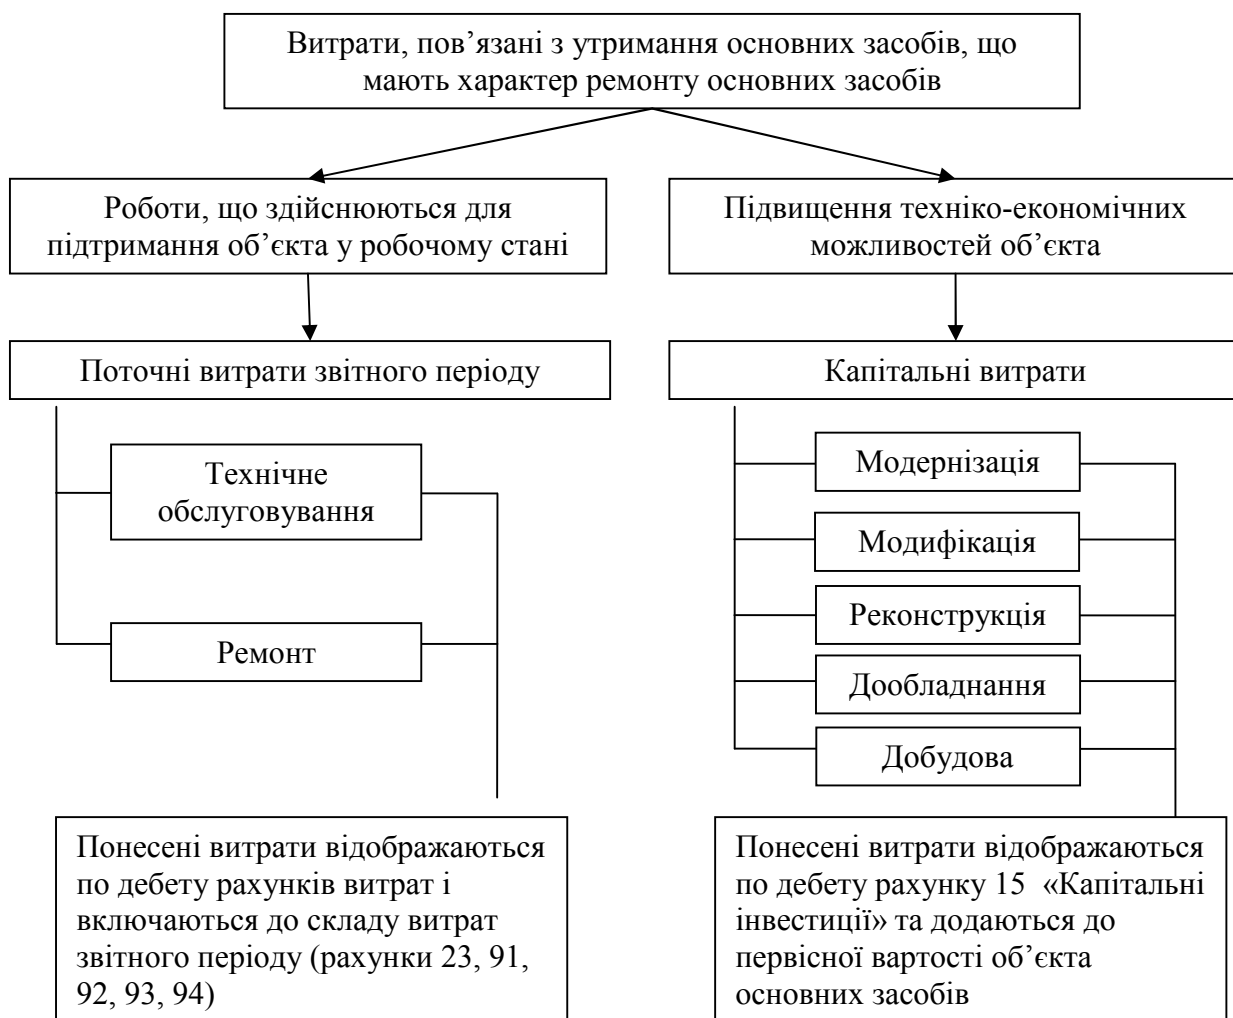 Витрати, пов’язані з утримання основних засобів, що
мають характер ремонту основних засобів
Роботи, що здійснюються для
підтримання об’єкта у робочому стані
Підвищення техніко-економічних
можливостей об’єкта
Поточні витрати звітного періоду
Капітальні витрати
Технічне
обслуговування
Ремонт
Модернізація
Модифікація
Реконструкція
Дообладнання
Добудова
Понесені витрати відображаються
по дебету рахунків витрат і
включаються до складу витрат
звітного періоду (рахунки 23, 91,
92, 93, 94)
Понесені витрати відображаються
по дебету рахунку 15 «Капітальні
інвестиції» та додаються до
первісної вартості об’єкта
основних засобів